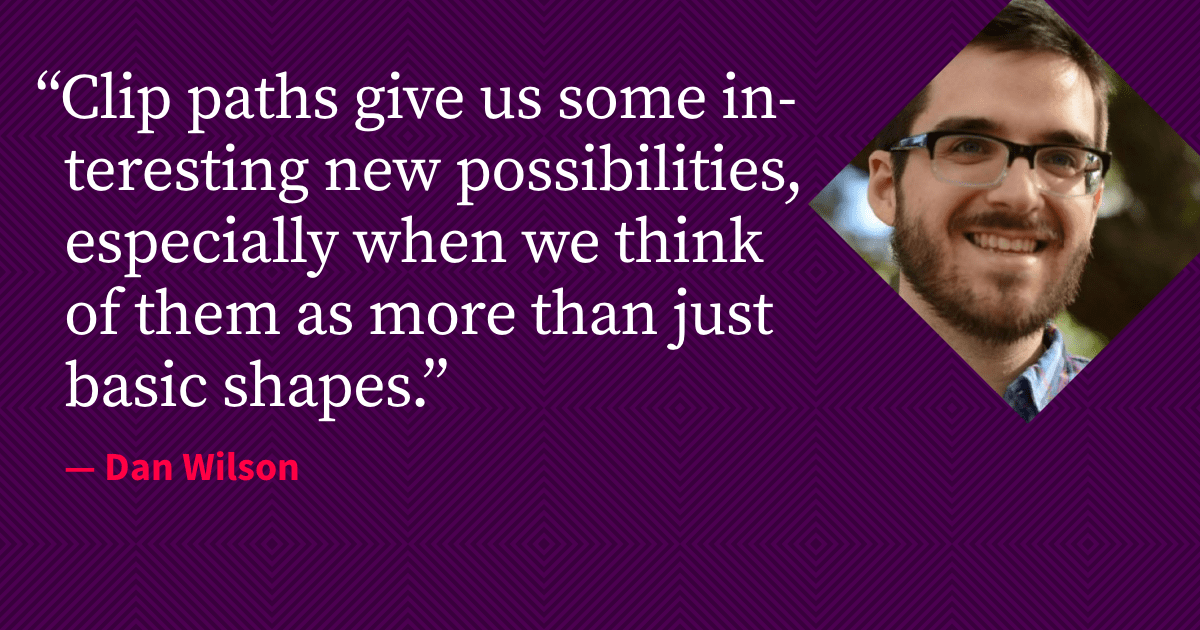 “Clip paths give us some in-
teresting new possibilities,
especially when we think
of them as more than just
basic shapes.”
— Dan Wilson